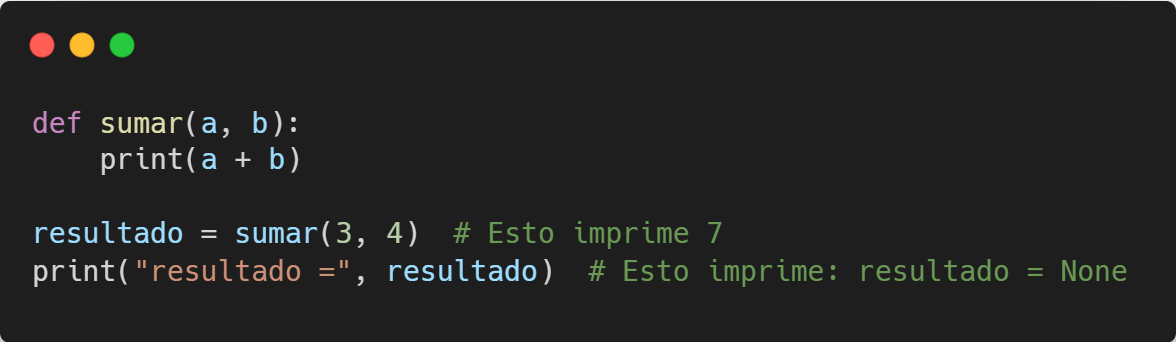 def sumar(a, b):
    print(a + b)
resultado = sumar(3, 4)  # Esto imprime 7
print("resultado =", resultado)  # Esto imprime: resultado = None